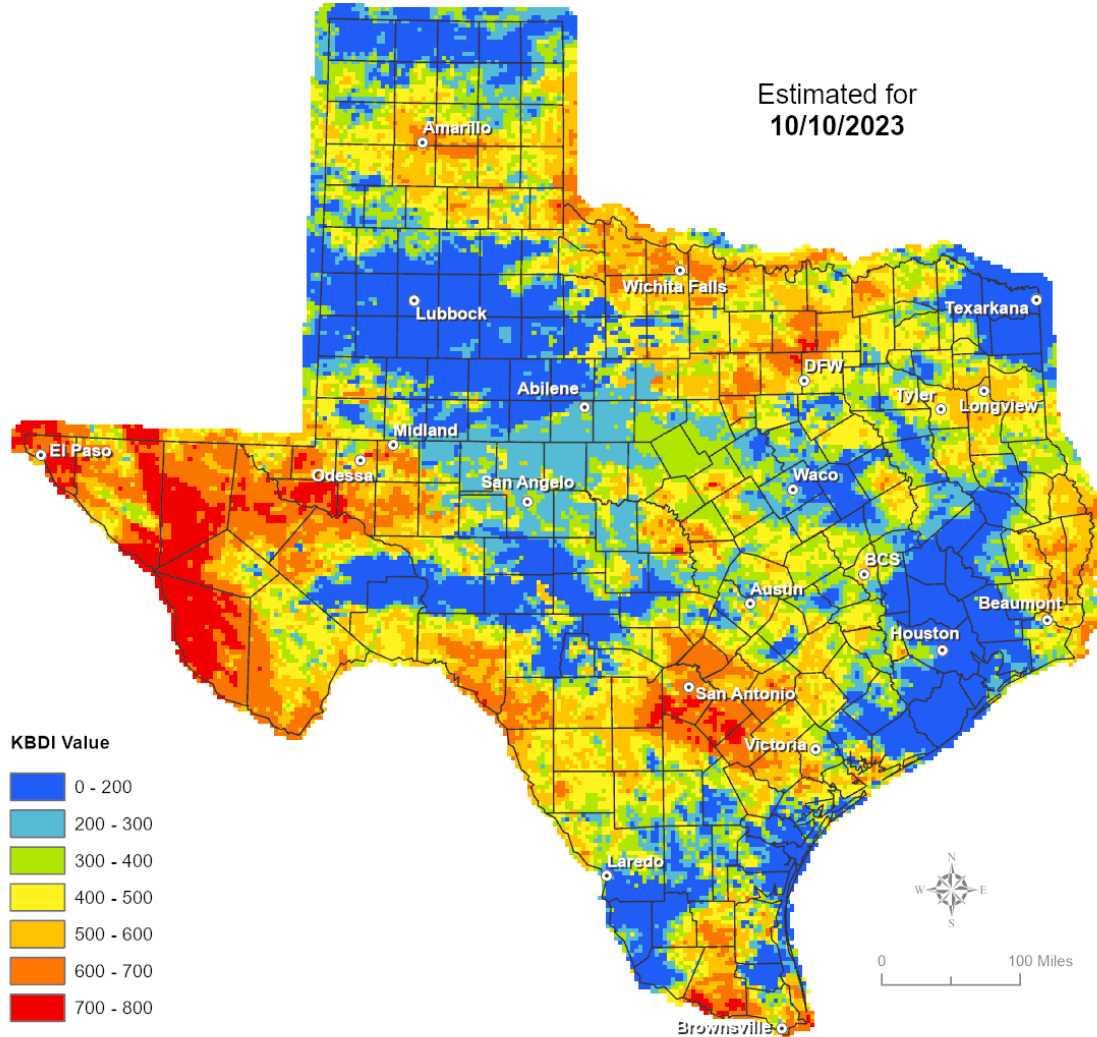 Estimated for
10/10/2023
Amarillo
Wichita Falls
Lubbock
Texarkana
DFW
Abilene
Tyler
Longview
Midland
El Paso
Odessa
San Angelo
Waco
BCS
Austin
Beaumont
Houston
San Antonio
Victoria
Laredo
Brownsville
KBDI Value
0 - 200
200 - 300
300 - 400
400 - 500
500 - 600
600 - 700
700 - 800
N
W E
S
0 100 Miles